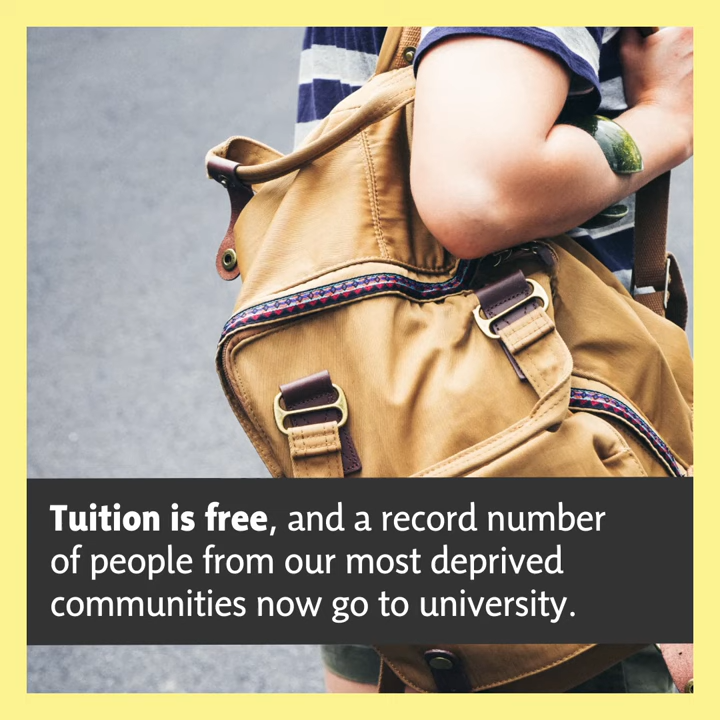 Tuition is free, and a record number
of people from our most deprived
communities now go to university.